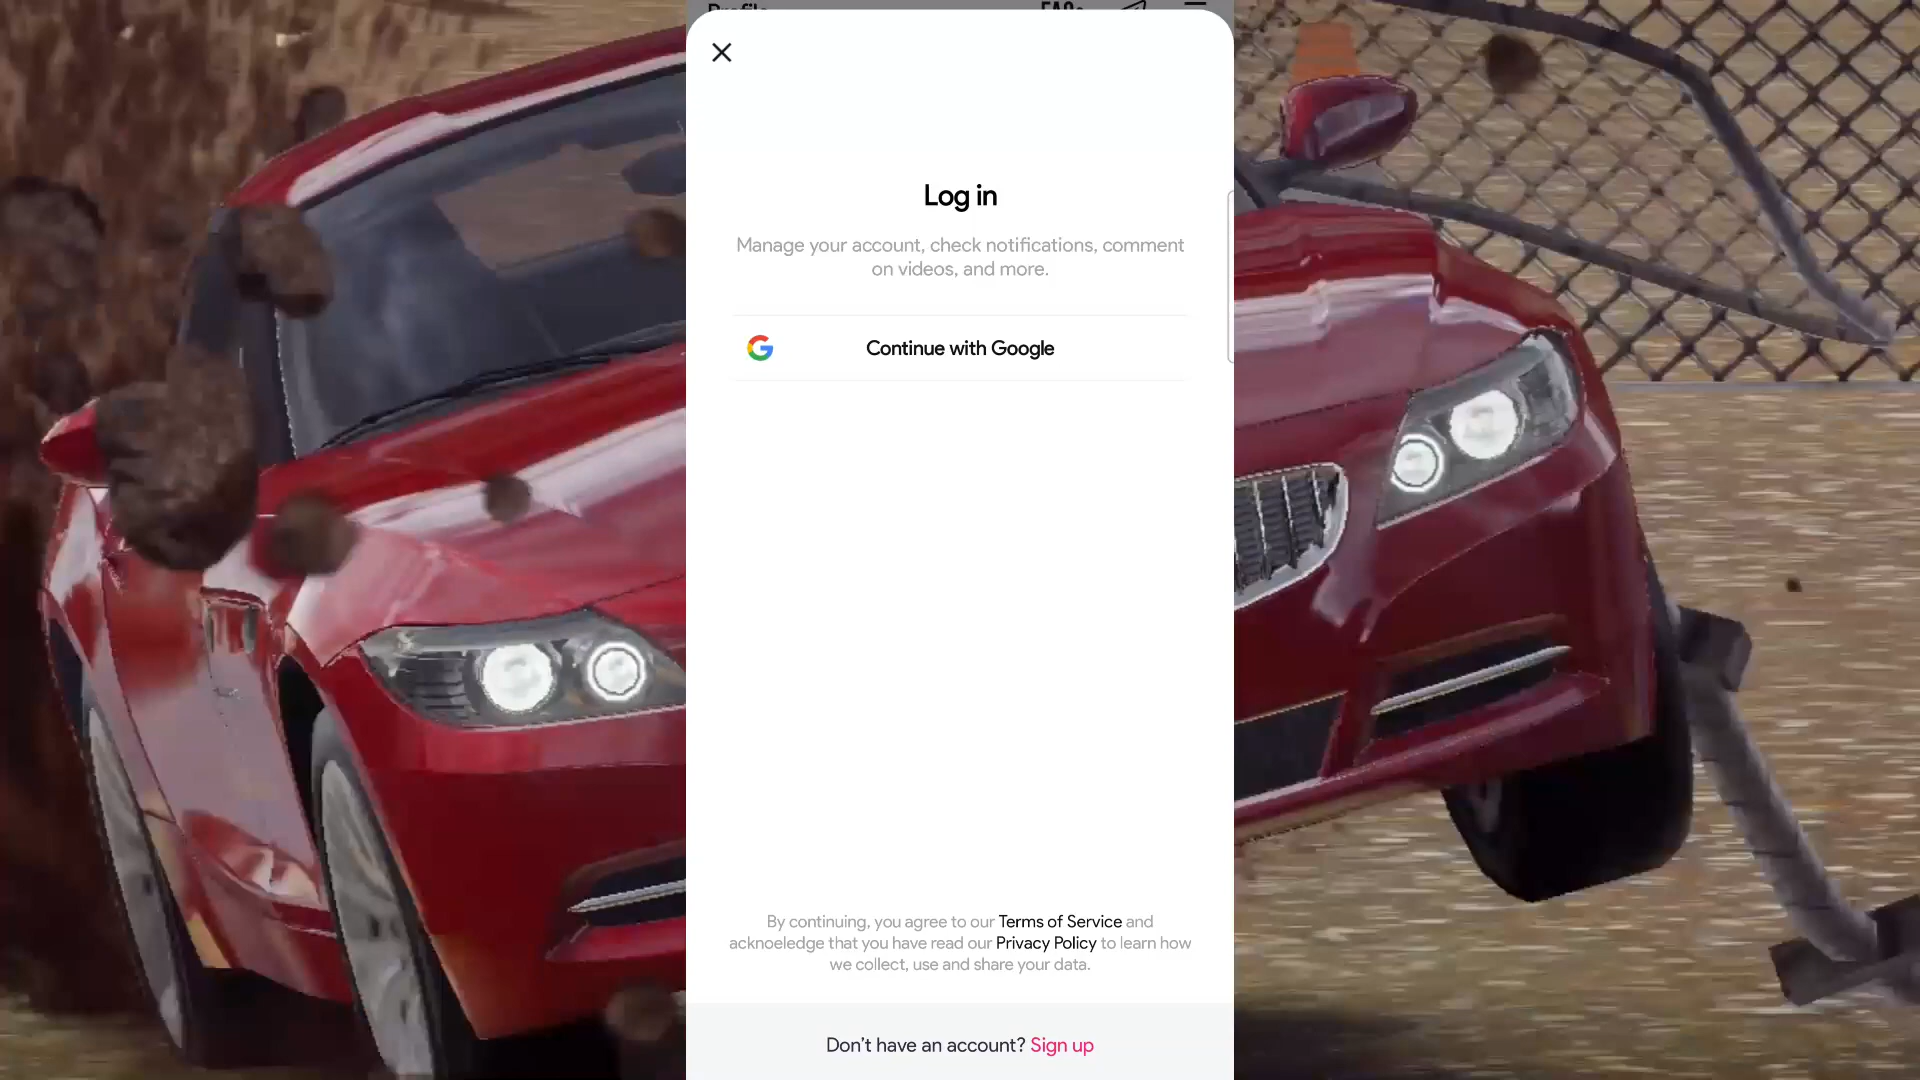 Log in
Manage your account, check notifications, comment
on videos, and more.
Continue with Google
By continuing, you agree to our Terms of Service and
acknoeledge that you have read our Privacy Policy to learn how
we collect, use and share your data.
Don't have an account? Sign up